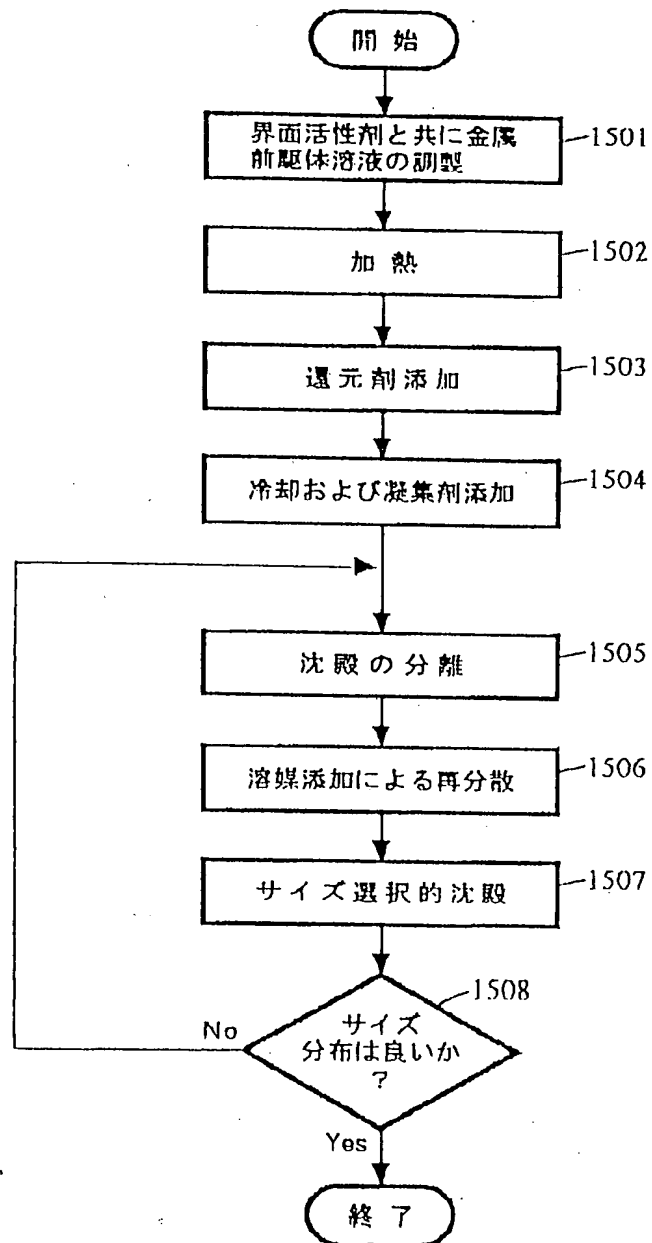 開始
界面活性剤と共に金属
前駆体溶液の調製
1501
加熱
1502
還元剤添加
1503
冷却および凝集剤添加
1504
沈殿の分離
1505
溶媒添加による再分散
1506
サイズ選択的沈殿
1507
1508
サイズ
分布は良いか
?
No
Yes
終了